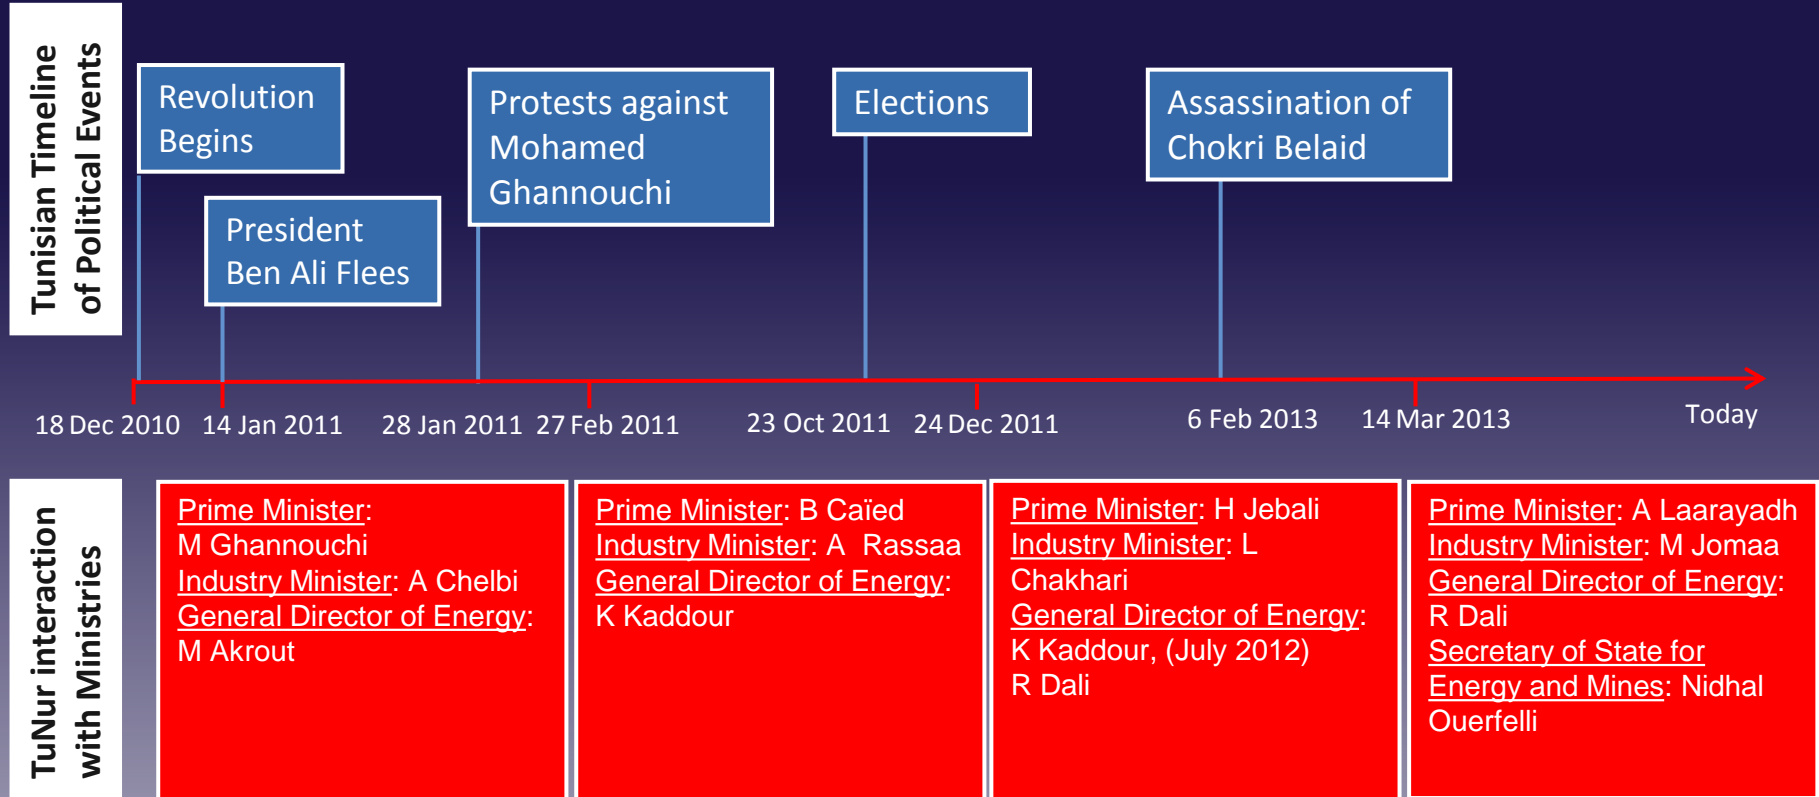 Tunisian Timeline
of Political Events
Revolution
Begins
President
Ben Ali Flees
Protests against
Mohamed
Ghannouchi
Elections
Assassination of
Chokri Belaid
18 Dec 2010
14 Jan 2011
28 Jan 2011
27 Feb 2011
23 Oct 2011
24 Dec 2011
6 Feb 2013
14 Mar 2013
Today
TuNur interaction
with Ministries
Prime Minister:
M Ghannouchi
Industry Minister: A Chelbi
General Director of Energy:
M Akrout
Prime Minister: B Caïed
Industry Minister: A Rassaa
General Director of Energy:
K Kaddour
Prime Minister: H Jebali
Industry Minister: L
Chakhari
General Director of Energy:
K Kaddour, (July 2012)
R Dali
Prime Minister: A Laarayadh
Industry Minister: M Jomaa
General Director of Energy:
R Dali
Secretary of State for
Energy and Mines: Nidhal
Ouerfelli